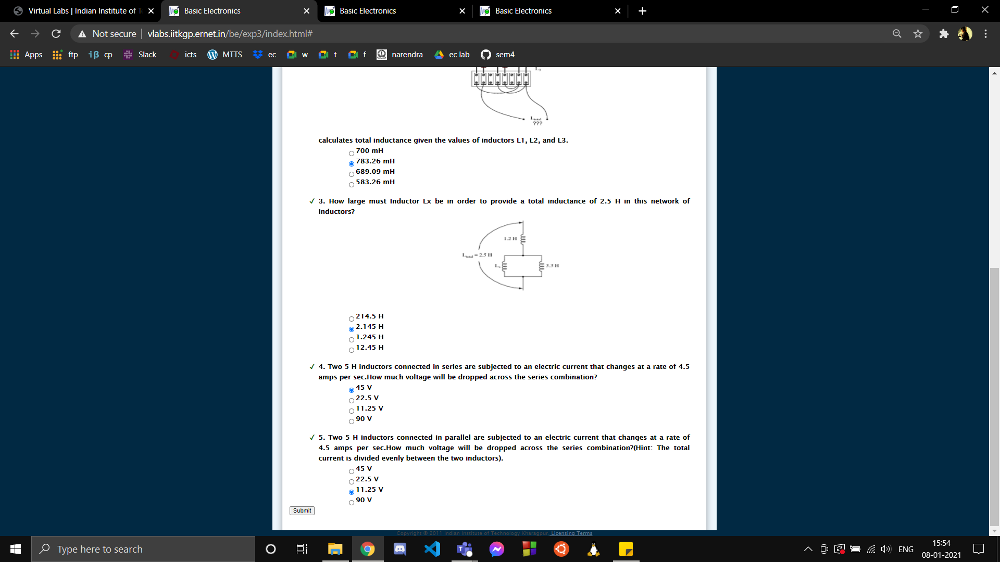 Virtual Labs | Indian Institute of T
Basic Electronics
Basic Electronics
Basic Electronics
Not secure | vlabs.iitkgp.ernet.in/be/exp3/index.html#
Apps ftp iβ cp Slack icts MTTS ec w t f narendra ec lab sem4
L3
Ltotal
???
calculates total inductance given the values of inductors L1, L2, and L3.
700 mH
783.26 mH
689.09 mH
583.26 mH
✓ 3. How large must Inductor Lx be in order to provide a total inductance of 2.5 H in this network of
inductors?
1.2 H
Ltotal = 2.5 H
Lx
3.3 H
214.5 H
2.145 H
1.245 H
12.45 H
✓ 4. Two 5 H inductors connected in series are subjected to an electric current that changes at a rate of 4.5
amps per sec.How much voltage will be dropped across the series combination?
45 V
22.5 V
11.25 V
90 V
✓ 5. Two 5 H inductors connected in parallel are subjected to an electric current that changes at a rate of
4.5 amps per sec.How much voltage will be dropped across the series combination?(Hint: The total
current is divided evenly between the two inductors).
45 V
22.5 V
11.25 V
90 V
Submit
Copyright © 2011 Indian Institute of Technology Kharagpur. Licensing Terms
Type here to search
ENG
15:54
08-01-2021